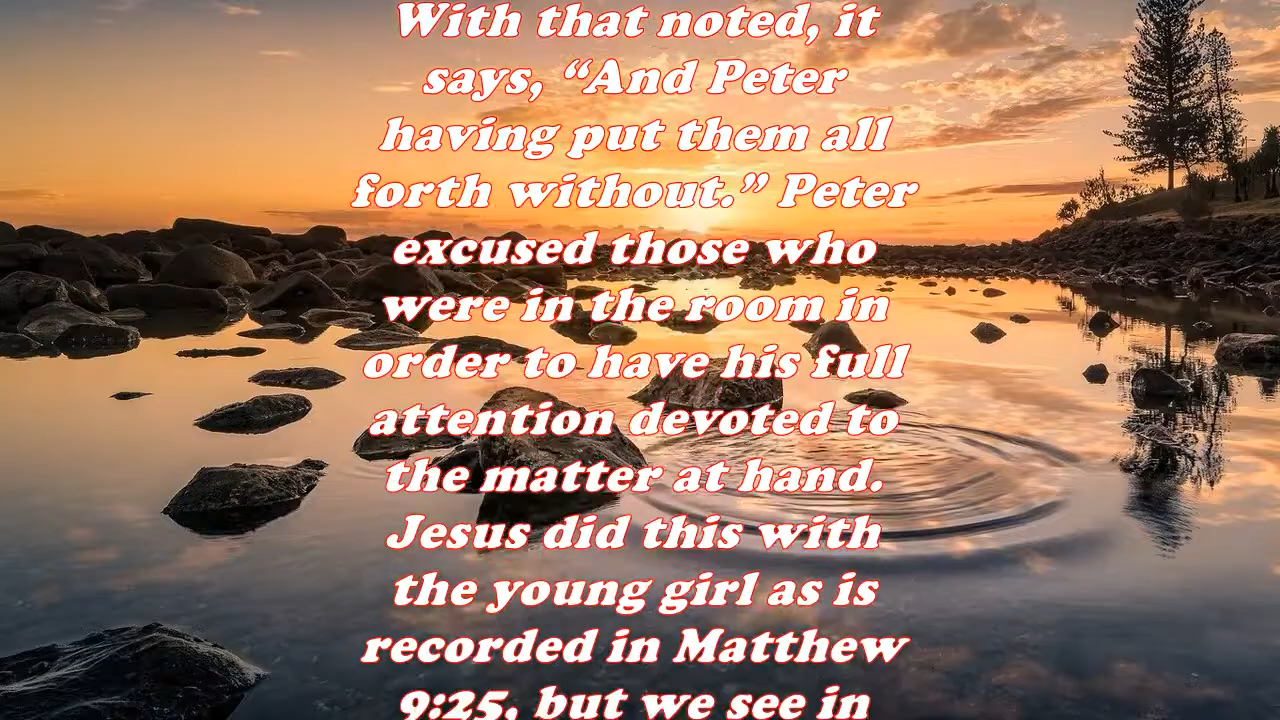 With that noted, it
says, “And Peter
having put them all
forth without.” Peter
excused those who
were in the room in
order to have his full
attention devoted to
the matter at hand.
Jesus did this with
the young girl as is
recorded in Matthew
9:25, but we see in